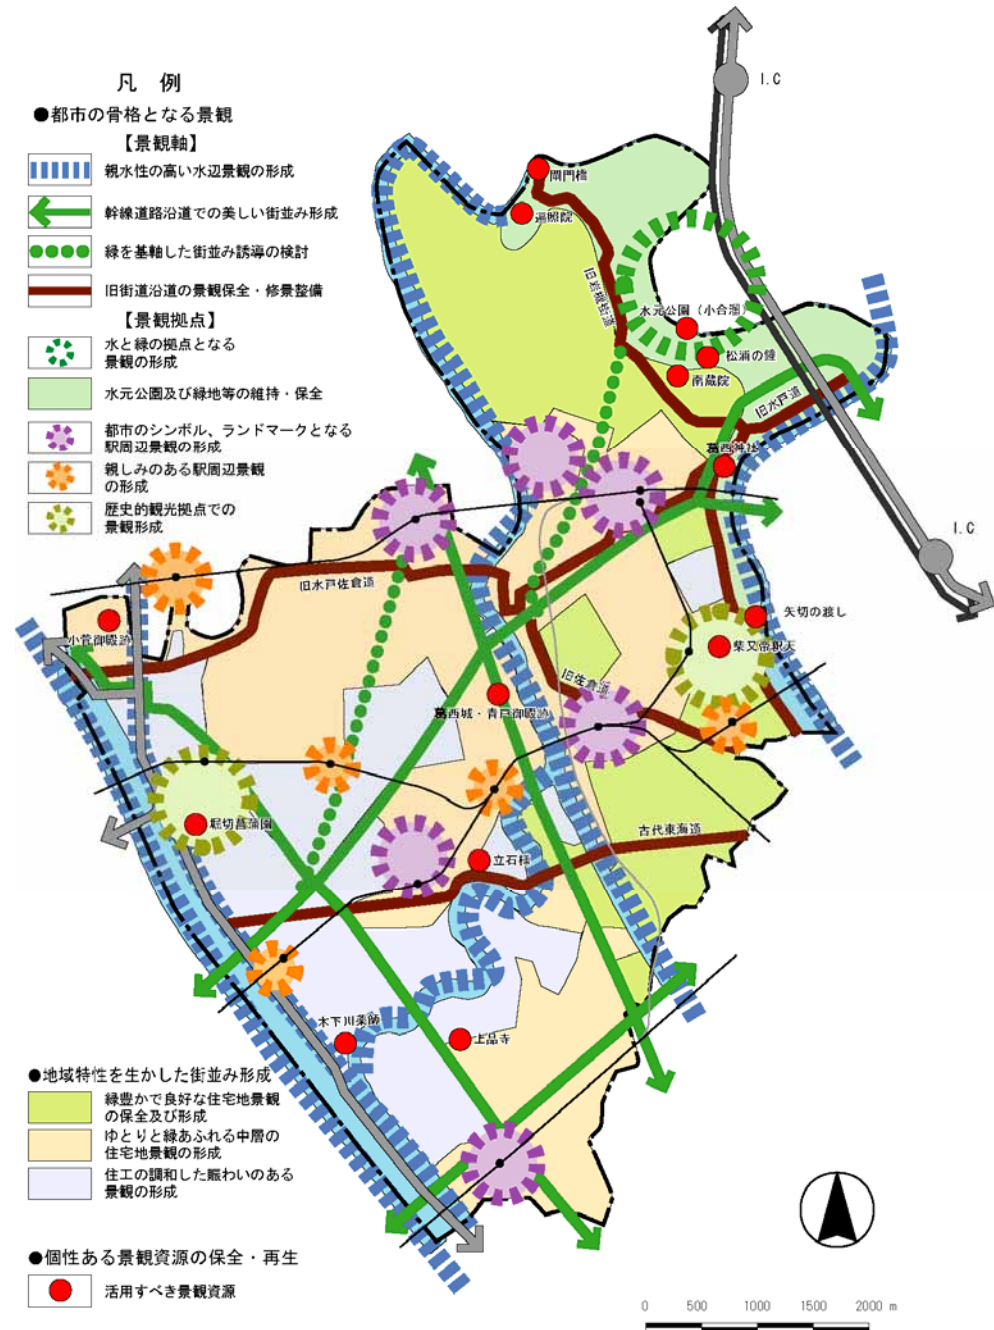 凡 例
●都市の骨格となる景観
【景観軸】
親水性の高い水辺景観の形成
幹線道路沿道での美しい街並み形成
緑を基軸した街並み誘導の検討
旧街道沿道の景観保全・修景整備
【景観拠点】
水と緑の拠点となる
景観の形成
水元公園及び緑地等の維持・保全
都市のシンボル、ランドマークとなる
駅周辺景観の形成
親しみのある駅周辺景観
の形成
歴史的観光拠点での
景観形成
I.C
閘門橋
遍照院
旧岩槻街道
水元公園（小合溜）
松浦の鐘
南蔵院
旧水戸道
葛西神社
I.C
旧水戸佐倉道
小菅御殿跡
矢切の渡し
柴又帝釈天
旧佐倉道
葛西城・青戸御殿跡
堀切菖蒲園
古代東海道
立石様
木下川薬師
上品寺
●地域特性を生かした街並み形成
緑豊かで良好な住宅地景観
の保全及び形成
ゆとりと緑あふれる中層の
住宅地景観の形成
住工の調和した賑わいのある
景観の形成
●個性ある景観資源の保全・再生
活用すべき景観資源
0 500 1000 1500 2000 m